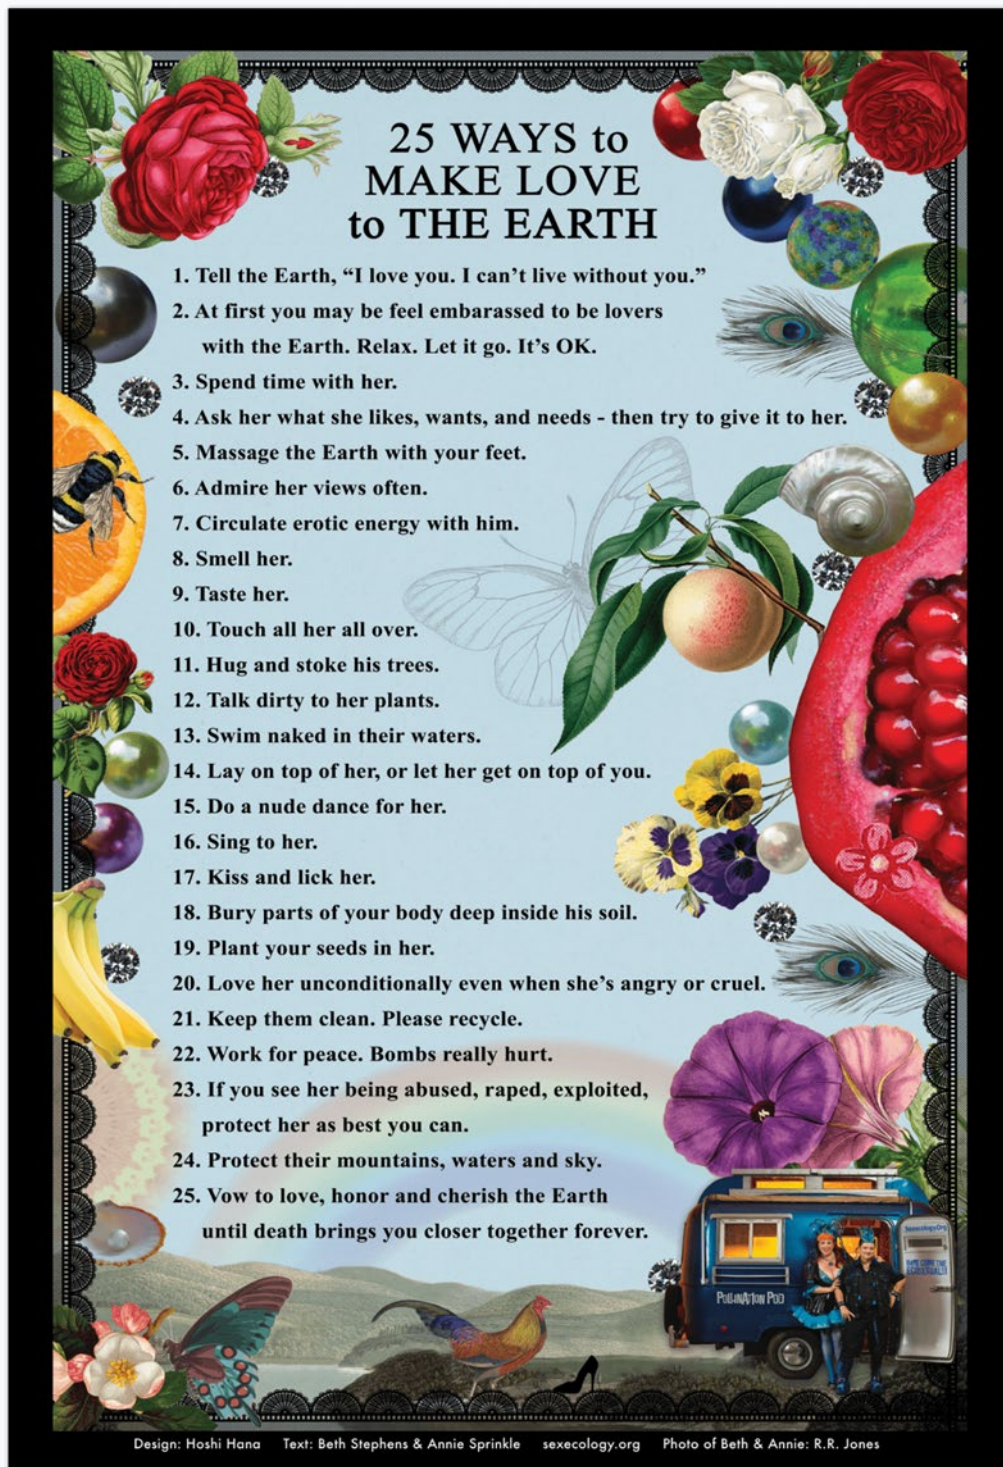 25 WAYS to
MAKE LOVE
to THE EARTH
1. Tell the Earth, “I love you. I can’t live without you.”
2. At first you may be feel embarassed to be lovers
with the Earth. Relax. Let it go. It’s OK.
3. Spend time with her.
4. Ask her what she likes, wants, and needs - then try to give it to her.
5. Massage the Earth with your feet.
6. Admire her views often.
7. Circulate erotic energy with him.
8. Smell her.
9. Taste her.
10. Touch all her all over.
11. Hug and stoke his trees.
12. Talk dirty to her plants.
13. Swim naked in their waters.
14. Lay on top of her, or let her get on top of you.
15. Do a nude dance for her.
16. Sing to her.
17. Kiss and lick her.
18. Bury parts of your body deep inside his soil.
19. Plant your seeds in her.
20. Love her unconditionally even when she’s angry or cruel.
21. Keep them clean. Please recycle.
22. Work for peace. Bombs really hurt.
23. If you see her being abused, raped, exploited,
protect her as best you can.
24. Protect their mountains, waters and sky.
25. Vow to love, honor and cherish the Earth
until death brings you closer together forever.
SexecologyOrg
POLLINATION POD
Design: Hoshi Hana Text: Beth Stephens & Annie Sprinkle sexecology.org Photo of Beth & Annie: R.R. Jones